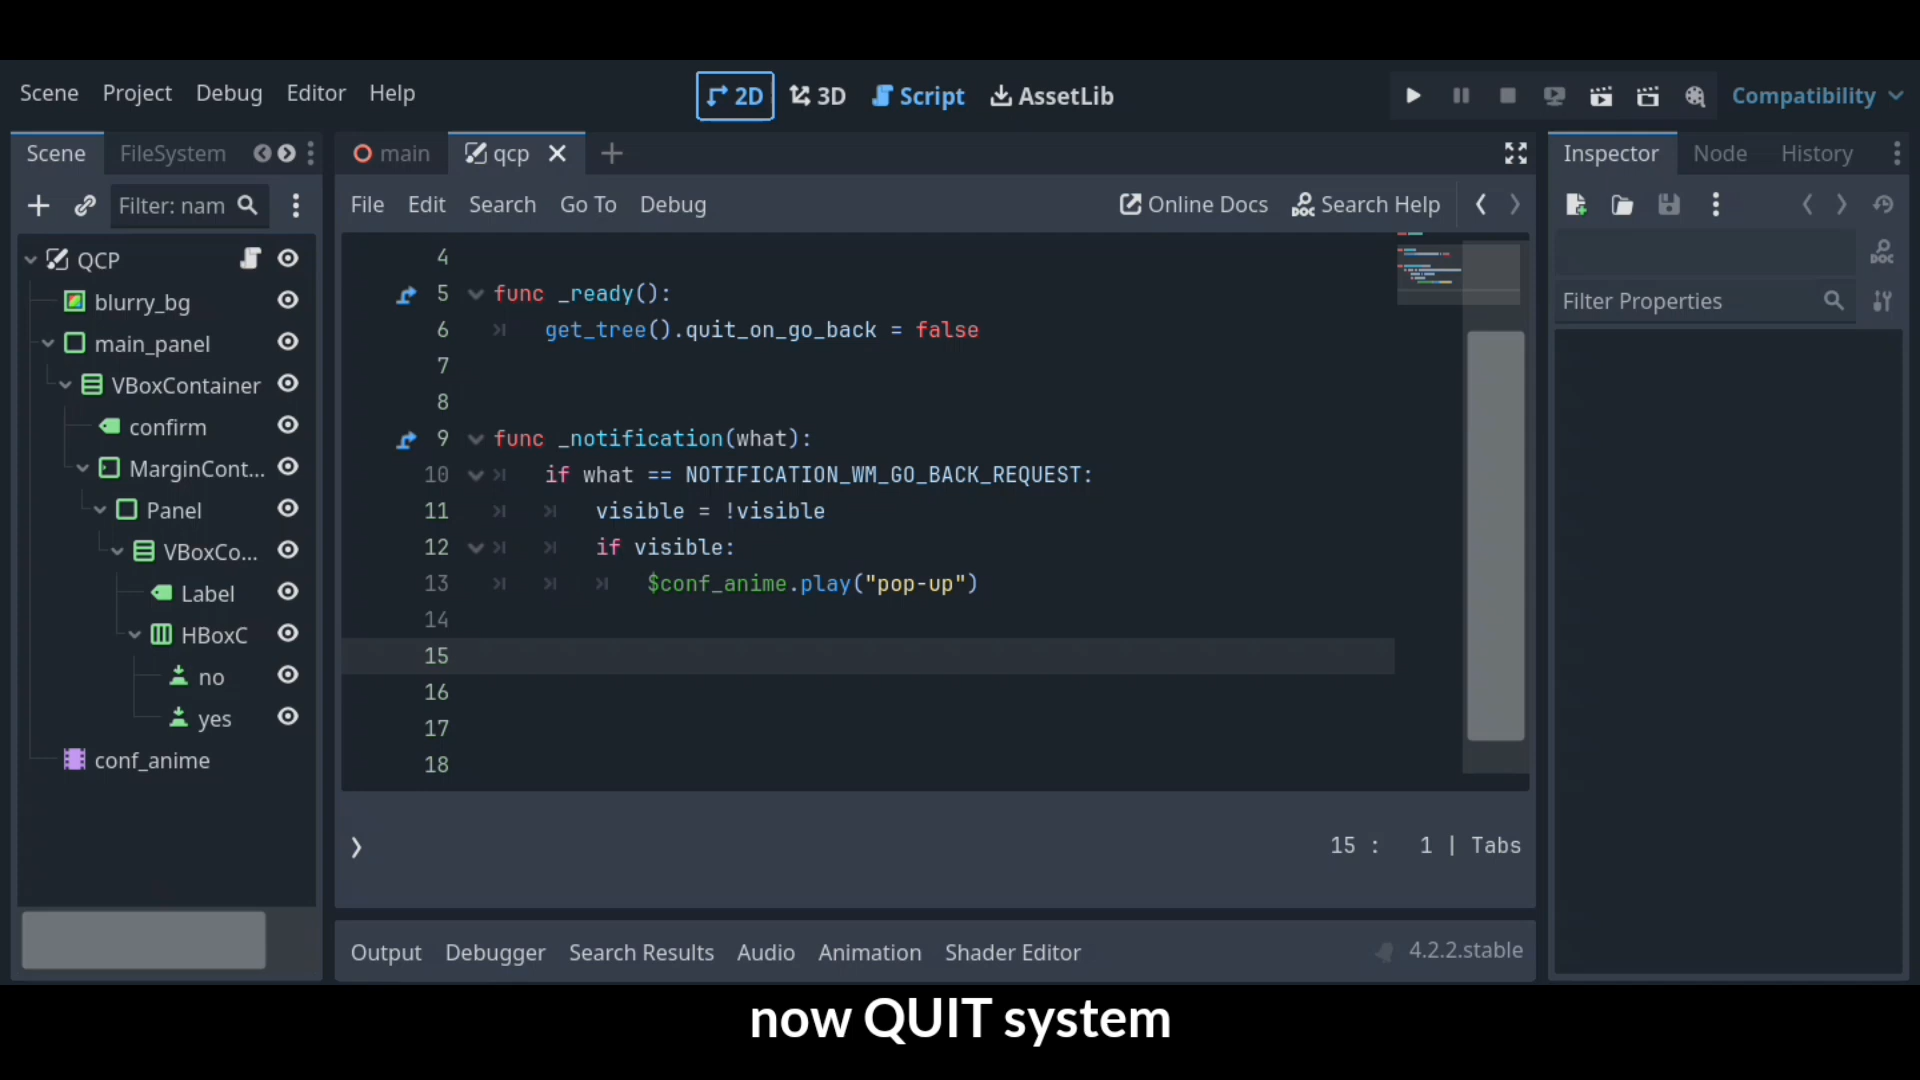 Scene Project Debug Editor Help 2D 3D Script AssetLib Compatibility
Scene FileSystem main qcp Inspector Node History
Filter: nam File Edit Search Go To Debug Online Docs Search Help
QCP
blurry_bg
main_panel
VBoxContainer
confirm
MarginCont...
Panel
VBoxCo...
Label
HBoxC
no
yes
conf_anime
4
5 func _ready():
6 get_tree().quit_on_go_back = false
7
8
9 func _notification(what):
10 if what == NOTIFICATION_WM_GO_BACK_REQUEST:
11 visible = !visible
12 if visible:
13 $conf_anime.play("pop-up")
14
15
16
17
18
15 : 1 | Tabs
DOC
Filter Properties
Output Debugger Search Results Audio Animation Shader Editor 4.2.2.stable
now QUIT system